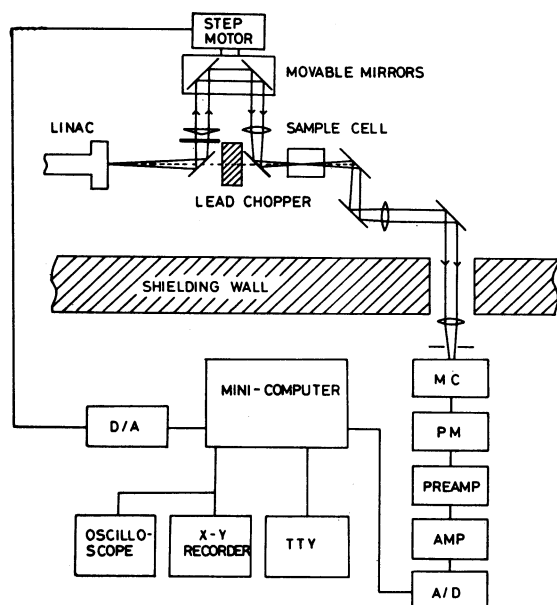 STEP
MOTOR
MOVABLE MIRRORS
LINAC
SAMPLE CELL
LEAD CHOPPER
SHIELDING WALL
MC
MINI-COMPUTER
D/A
PM
PREAMP
OSCILLO-
SCOPE
X-Y
RECORDER
TTY
AMP
A/D